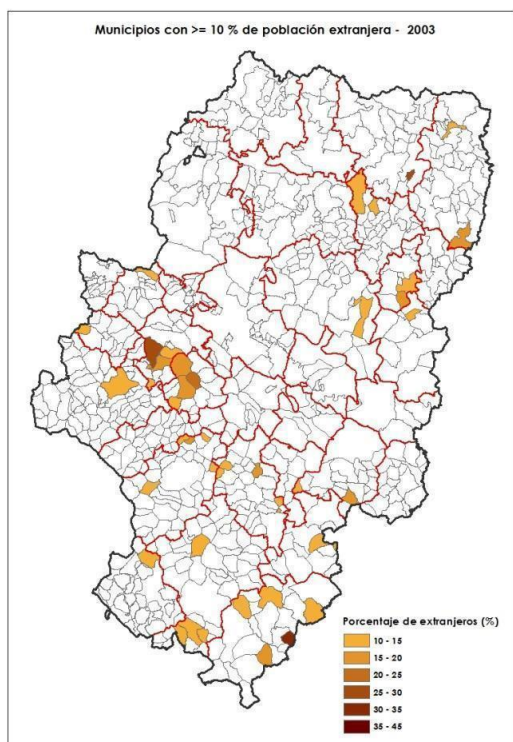 Municipios con >= 10 % de población extranjera - 2003
Porcentaje de extranjeros (%)
10 - 15
15 - 20
20 - 25
25 - 30
30 - 35
35 - 45